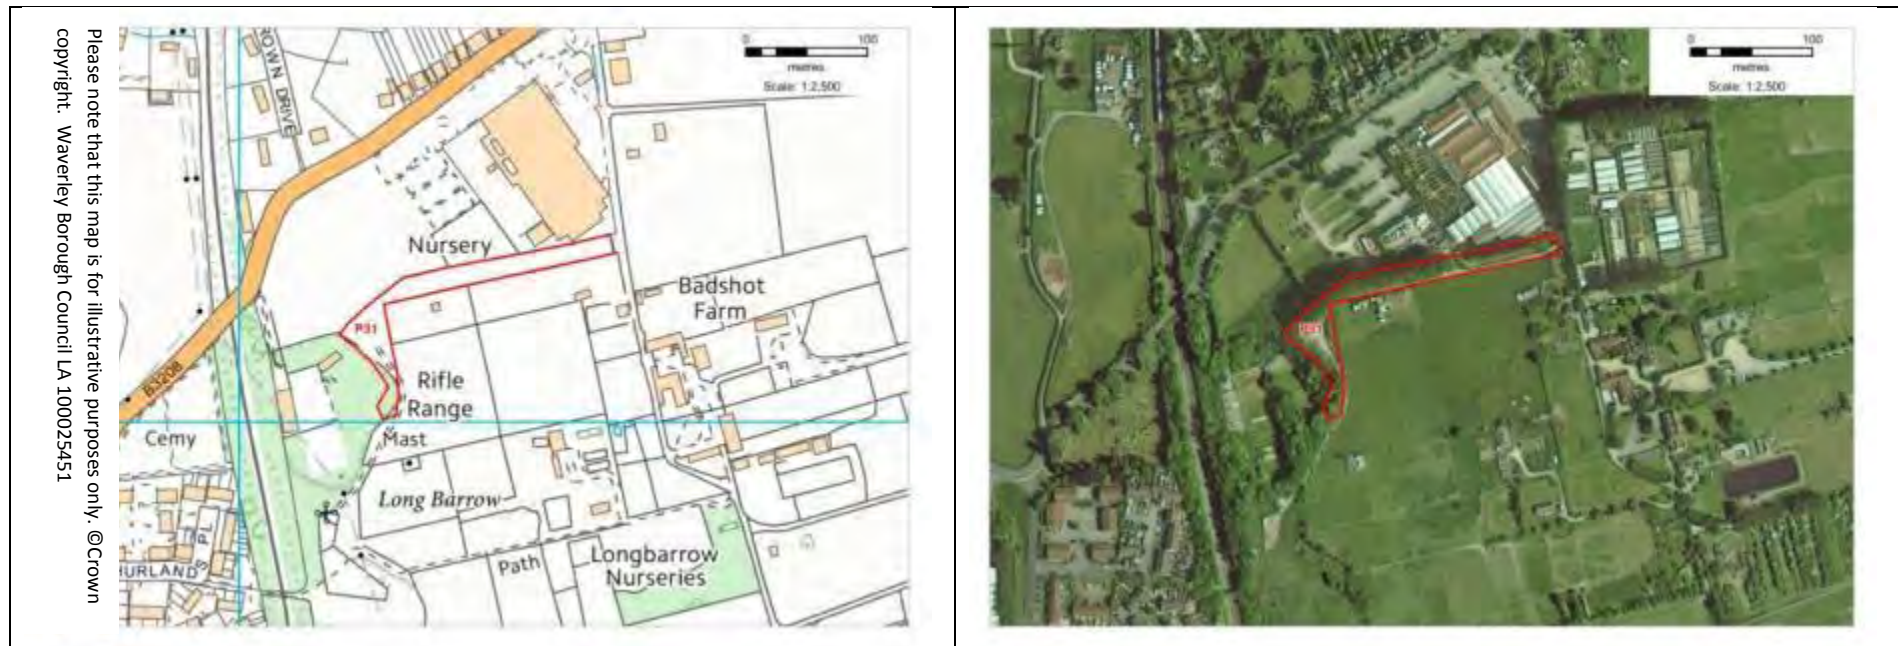 Please note that this map is for illustrative purposes only. ©Crown
copyright. Waverley Borough Council LA 100025451
0 100
metres
Scale: 1:2,500
ROWN DRIVE
Nursery
Badshot
Farm
P31
Rifle
Range
B3208
Cemy
Mast
Long Barrow
Path
Longbarrow
Nurseries
HURLAND
S PL
0 100
metres
Scale: 1:2,500